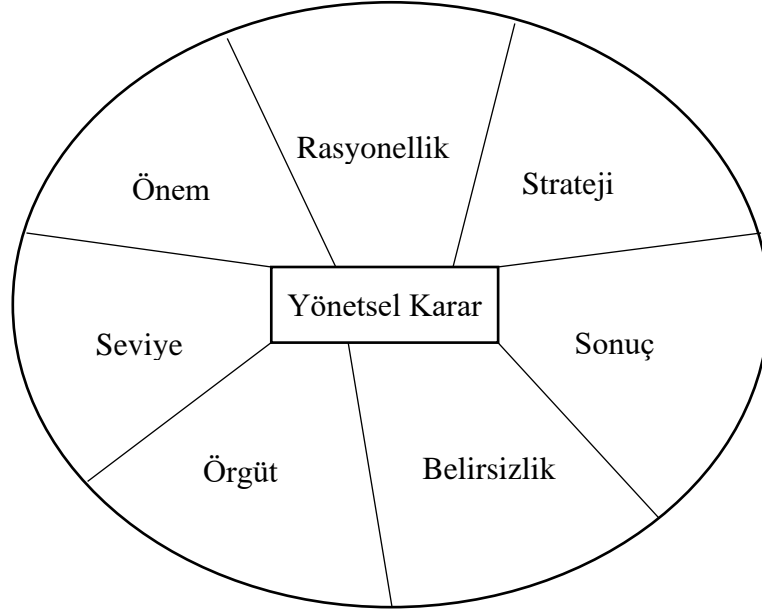 Rasyonellik
Strateji
Önem
Yönetsel Karar
Seviye
Sonuç
Örgüt
Belirsizlik